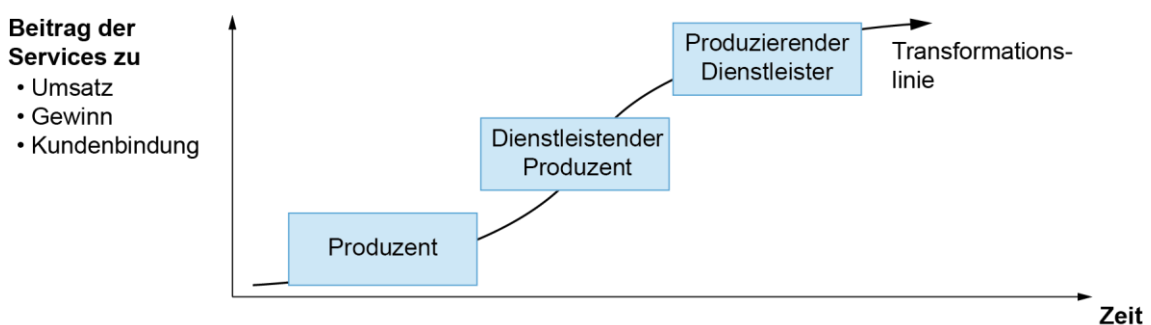 Beitrag der
Services zu
• Umsatz
• Gewinn
• Kundenbindung
Produzent
Dienstleistender
Produzent
Produzierender
Dienstleister
Transformations-
linie
Zeit